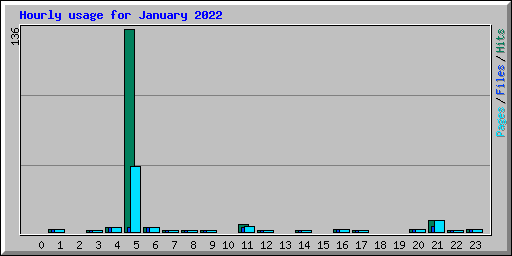 Hourly usage for January 2022
136
Pages/Files/Hits
0 1 2 3 4 5 6 7 8 9 10 11 12 13 14 15 16 17 18 19 20 21 22 23